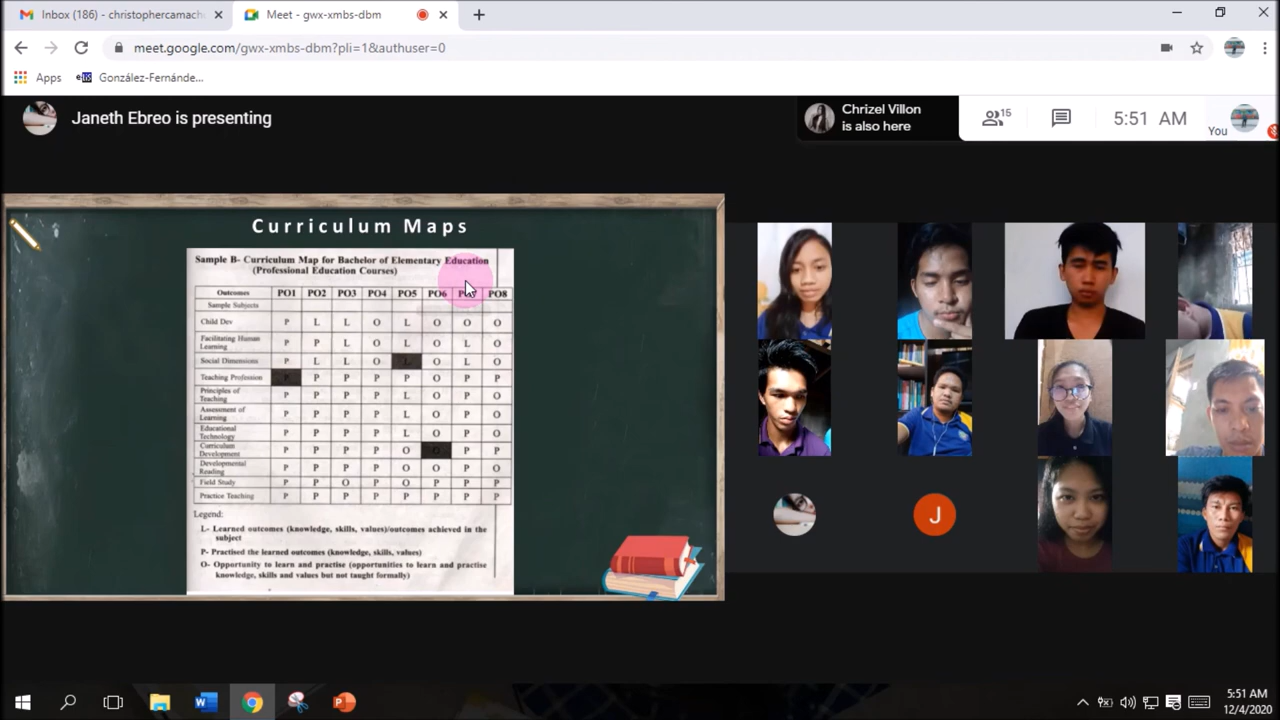 Inbox (186) - christophercamach
Meet - gwx-xmbs-dbm
meet.google.com/gwx-xmbs-dbm?pli=1&authuser=0
Apps
González-Fernánde...
Janeth Ebreo is presenting
Chrizel Villon
is also here
15
5:51 AM
You
Curriculum Maps
Sample B- Curriculum Map for Bachelor of Elementary Education
(Professional Education Courses)
Outcomes PO1 PO2 PO3 PO4 PO5 PO6 PO8
Sample Subjects
Child Dev P L L O L O O O
Facilitating Human
Learning P P L O L O L O
Social Dimensions P L L O L O L O
Teaching Profession P P P P O P P
Principles of
Teaching P P P P L O P O
Assessment of
Learning P P P P L O P O
Educational
Technology P P P P L O P O
Curriculum
Development P P P P O O P P
Developmental
Reading P P P P O O P O
Field Study P P O P O P P P
Practice Teaching P P P P P P P P
Legend:
L- Learned outcomes (knowledge, skills, values)/outcomes achieved in the
subject
P- Practised the learned outcomes (knowledge, skills, values)
O- Opportunity to learn and practise (opportunities to learn and practise
knowledge, skills and values but not taught formally)
J
5:51 AM
12/4/2020